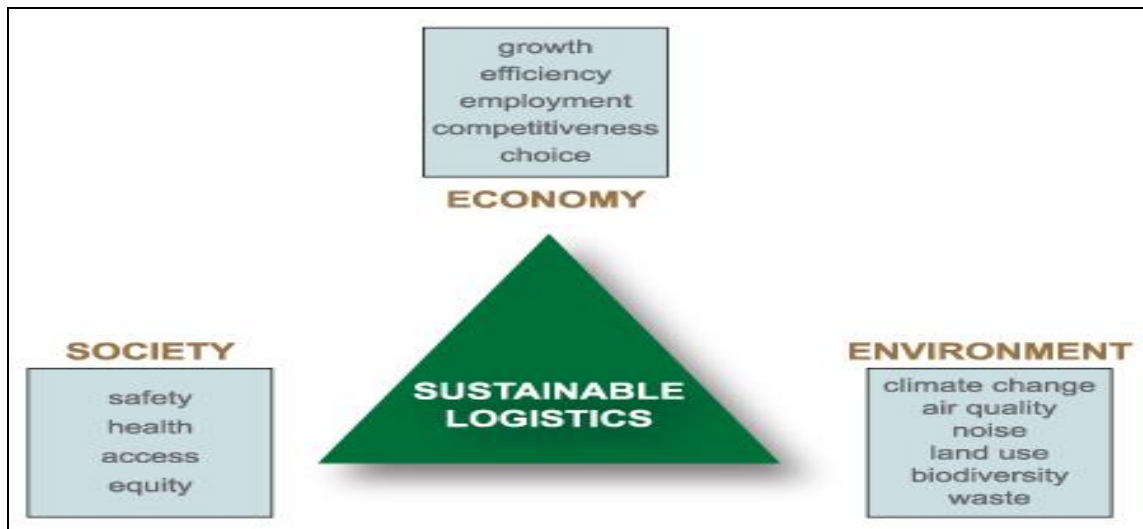 growth
efficiency
employment
competitiveness
choice
ECONOMY
SOCIETY
safety
health
access
equity
SUSTAINABLE
LOGISTICS
ENVIRONMENT
climate change
air quality
noise
land use
biodiversity
waste